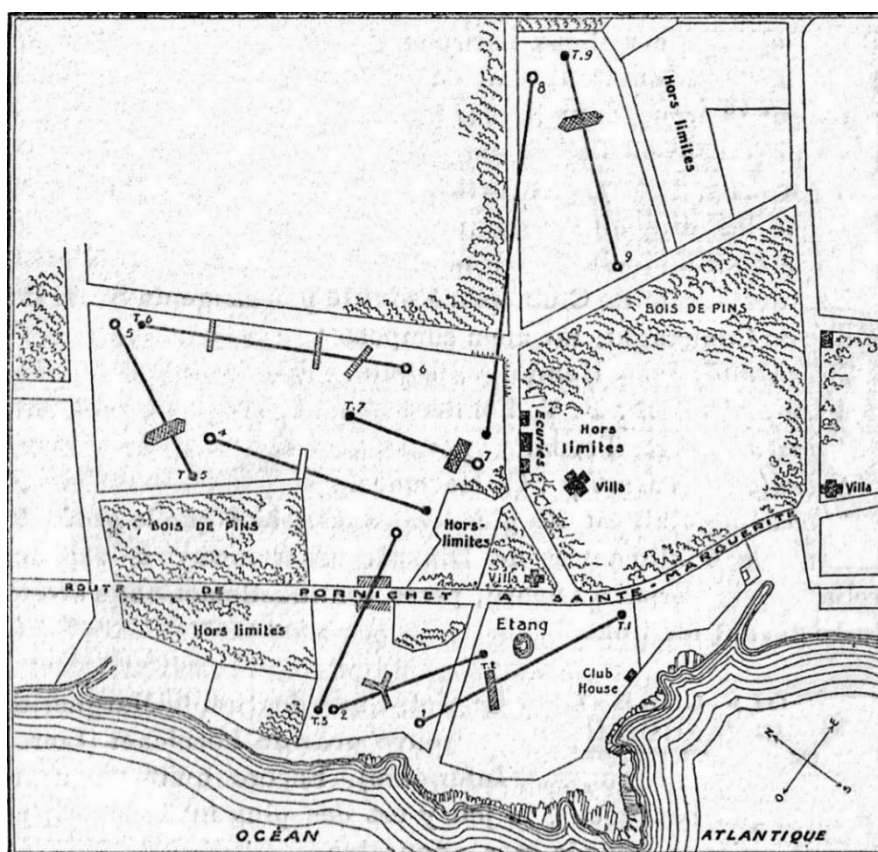 T.9
8
Hors limites
9
BOIS DE PINS
T.6
5
6
T.7
Écuries
Hors
limites
4
7
Villa
T.5
Villa
BOIS DE PINS
Hors-
limites
Villa
ROUTE DE PORNICHET A SAINTE-MARGUERITE
Hors limites
Etang
T.1
Club
House
T.3
2
1
N
E
O
S
OCÉAN
ATLANTIQUE